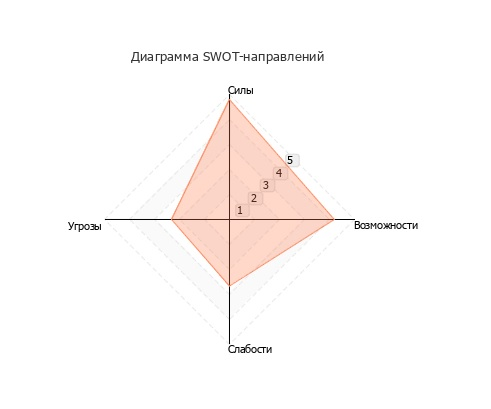 Диаграмма SWOT-направлений
Силы
5
4
3
2
1
Угрозы
Возможности
Слабости